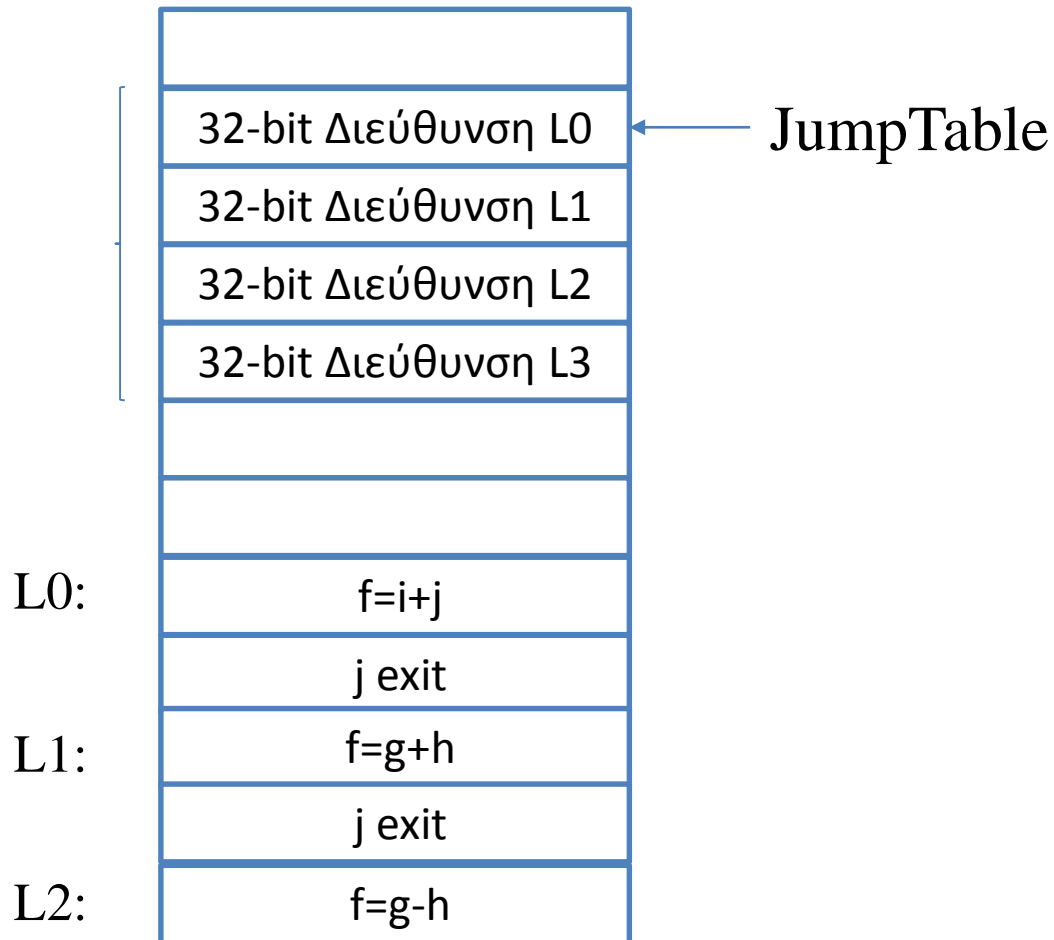 32-bit Διεύθυνση L0
JumpTable
32-bit Διεύθυνση L1
32-bit Διεύθυνση L2
32-bit Διεύθυνση L3
L0:
f=i+j
j exit
L1:
f=g+h
j exit
L2:
f=g-h